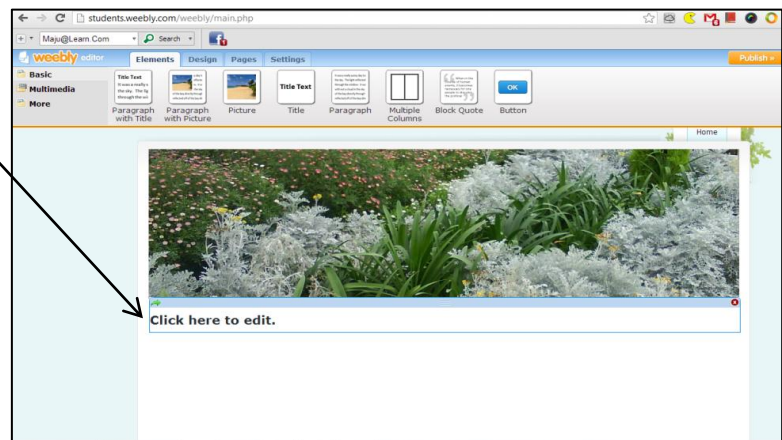 students.weebly.com/weebly/main.php
Maju@Learn.Com Search
weebly editor Elements Design Pages Settings Publish »
Basic
Multimedia
More
Title Text
Title Text
OK
Paragraph with Title
Paragraph with Picture
Picture
Title
Paragraph
Multiple Columns
Block Quote
Button
Home
Click here to edit.